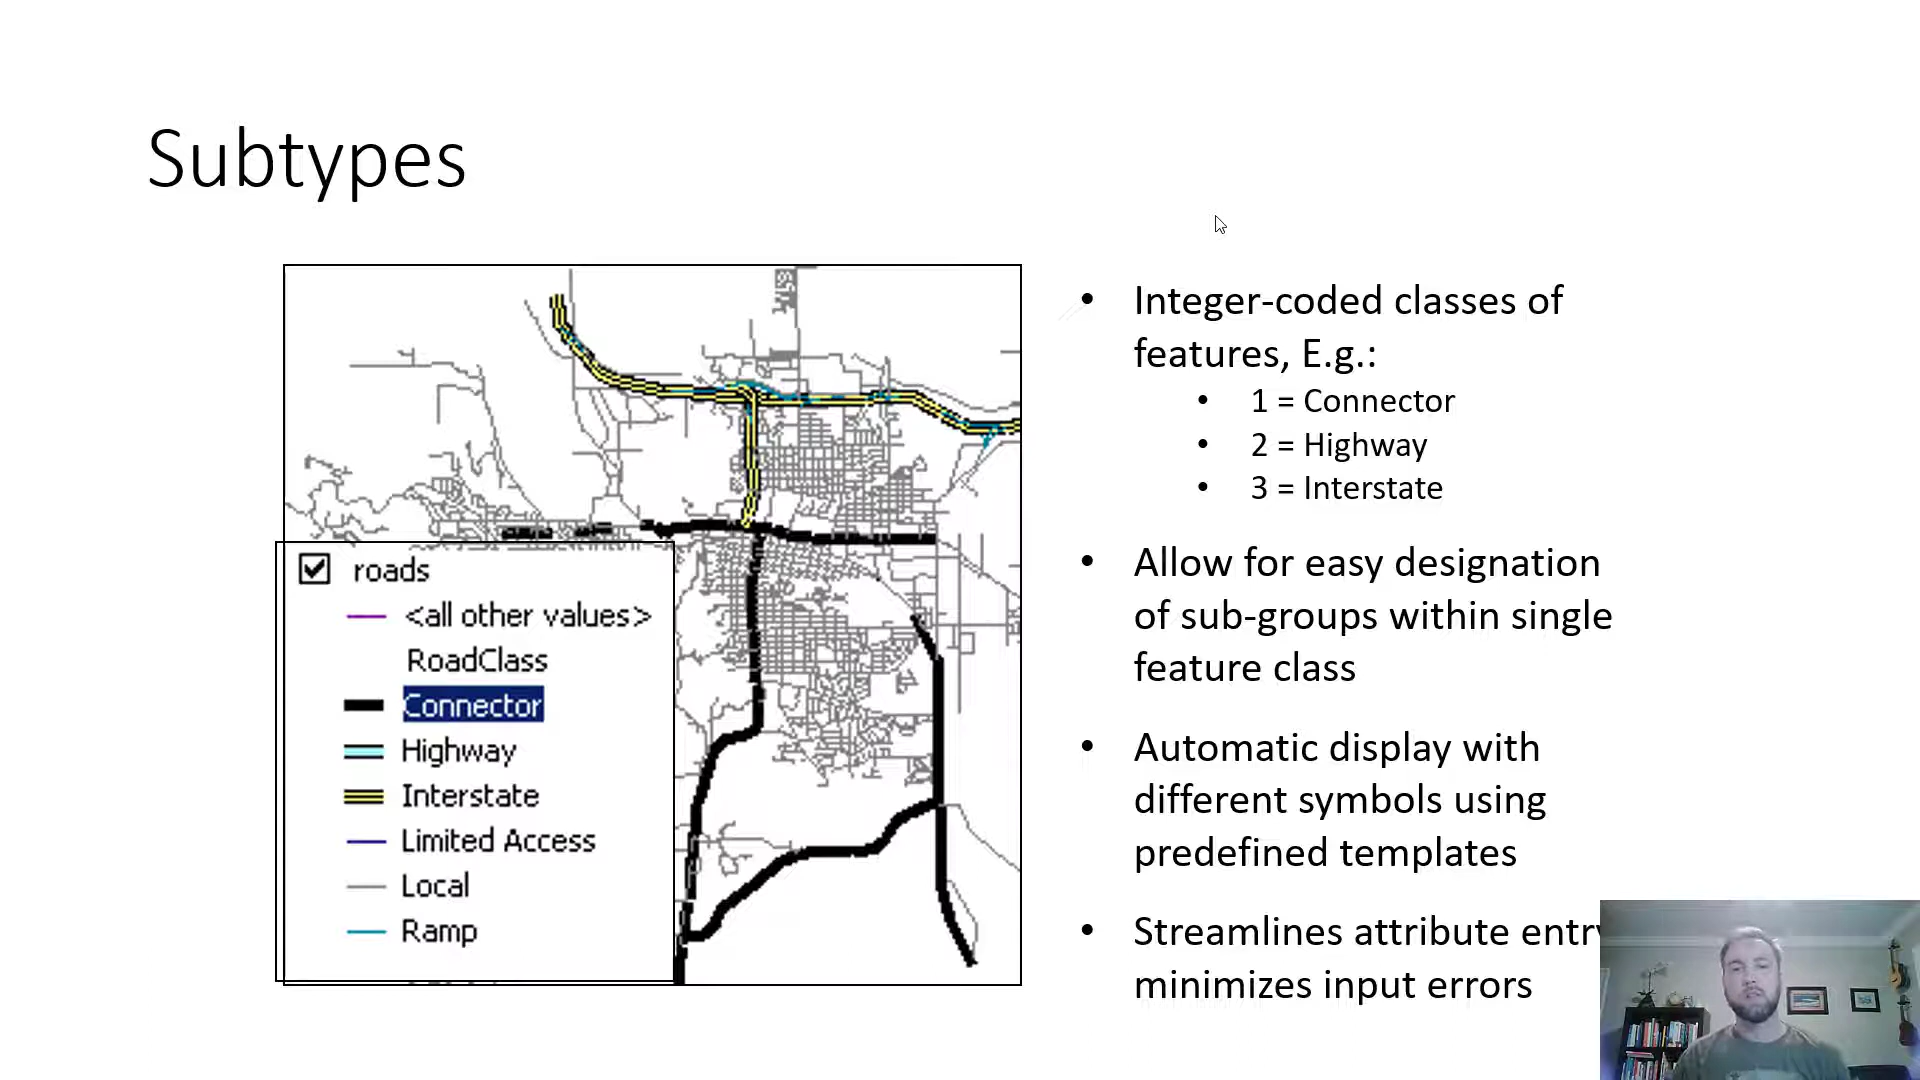 Subtypes
roads
<all other values>
RoadClass
Connector
Highway
Interstate
Limited Access
Local
Ramp
• Integer-coded classes of
features, E.g.:
• 1 = Connector
• 2 = Highway
• 3 = Interstate
• Allow for easy designation
of sub-groups within single
feature class
• Automatic display with
different symbols using
predefined templates
• Streamlines attribute entry
minimizes input errors